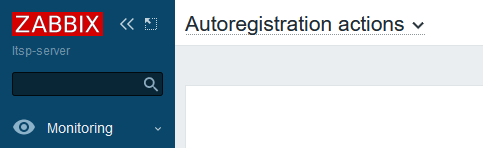 ZABBIX
ltsp-server
Monitoring
Autoregistration actions